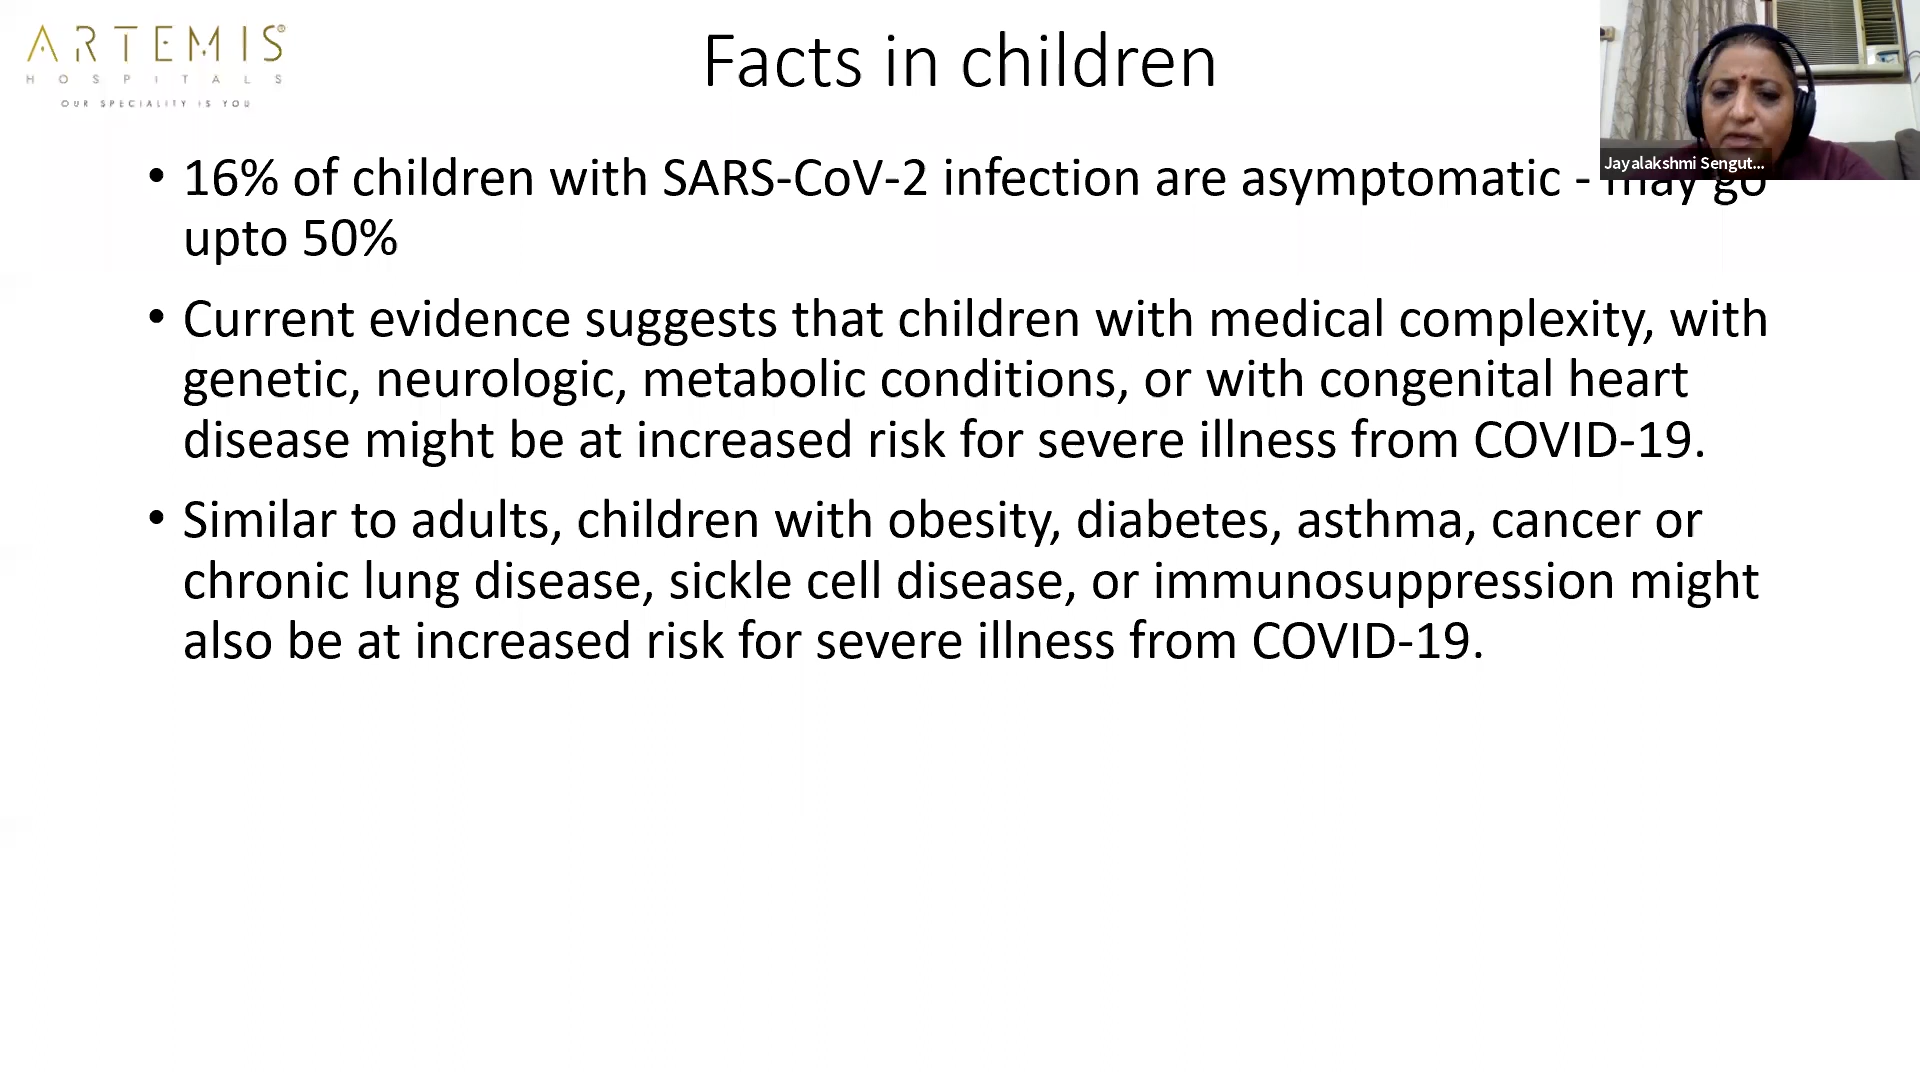 ARTEMIS®
HOSPITALS
OUR SPECIALITY IS YOU
Facts in children
Jayalakshmi Sengut...
• 16% of children with SARS-CoV-2 infection are asymptomatic - may go
upto 50%
• Current evidence suggests that children with medical complexity, with
genetic, neurologic, metabolic conditions, or with congenital heart
disease might be at increased risk for severe illness from COVID-19.
• Similar to adults, children with obesity, diabetes, asthma, cancer or
chronic lung disease, sickle cell disease, or immunosuppression might
also be at increased risk for severe illness from COVID-19.